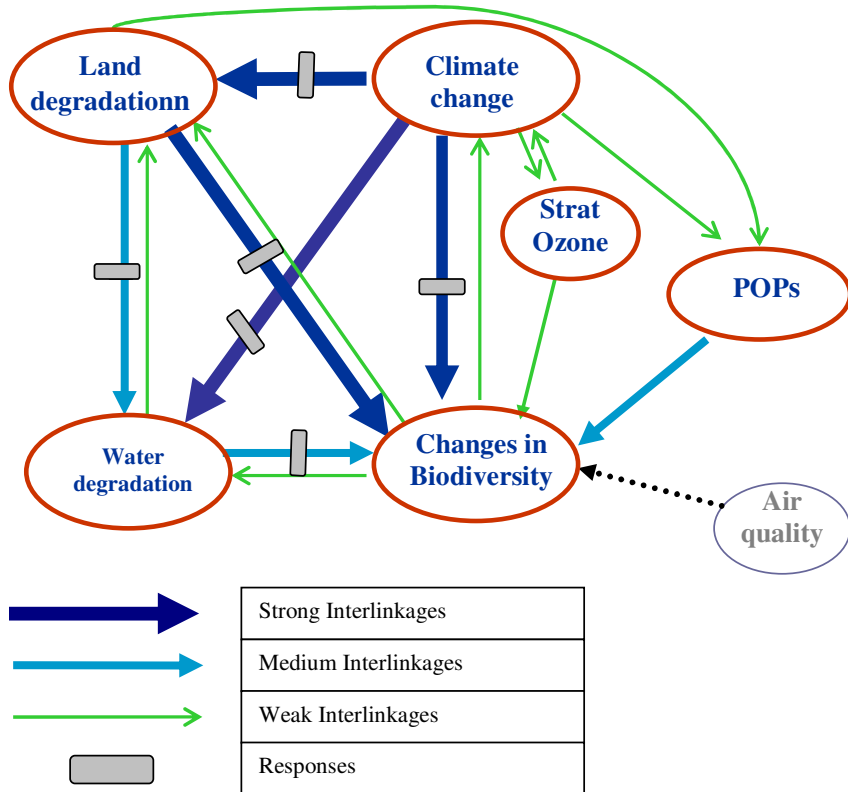 Land
degradationn
Climate
change
Strat
Ozone
POPs
Water
degradation
Changes in
Biodiversity
Air
quality
Strong Interlinkages
Medium Interlinkages
Weak Interlinkages
Responses